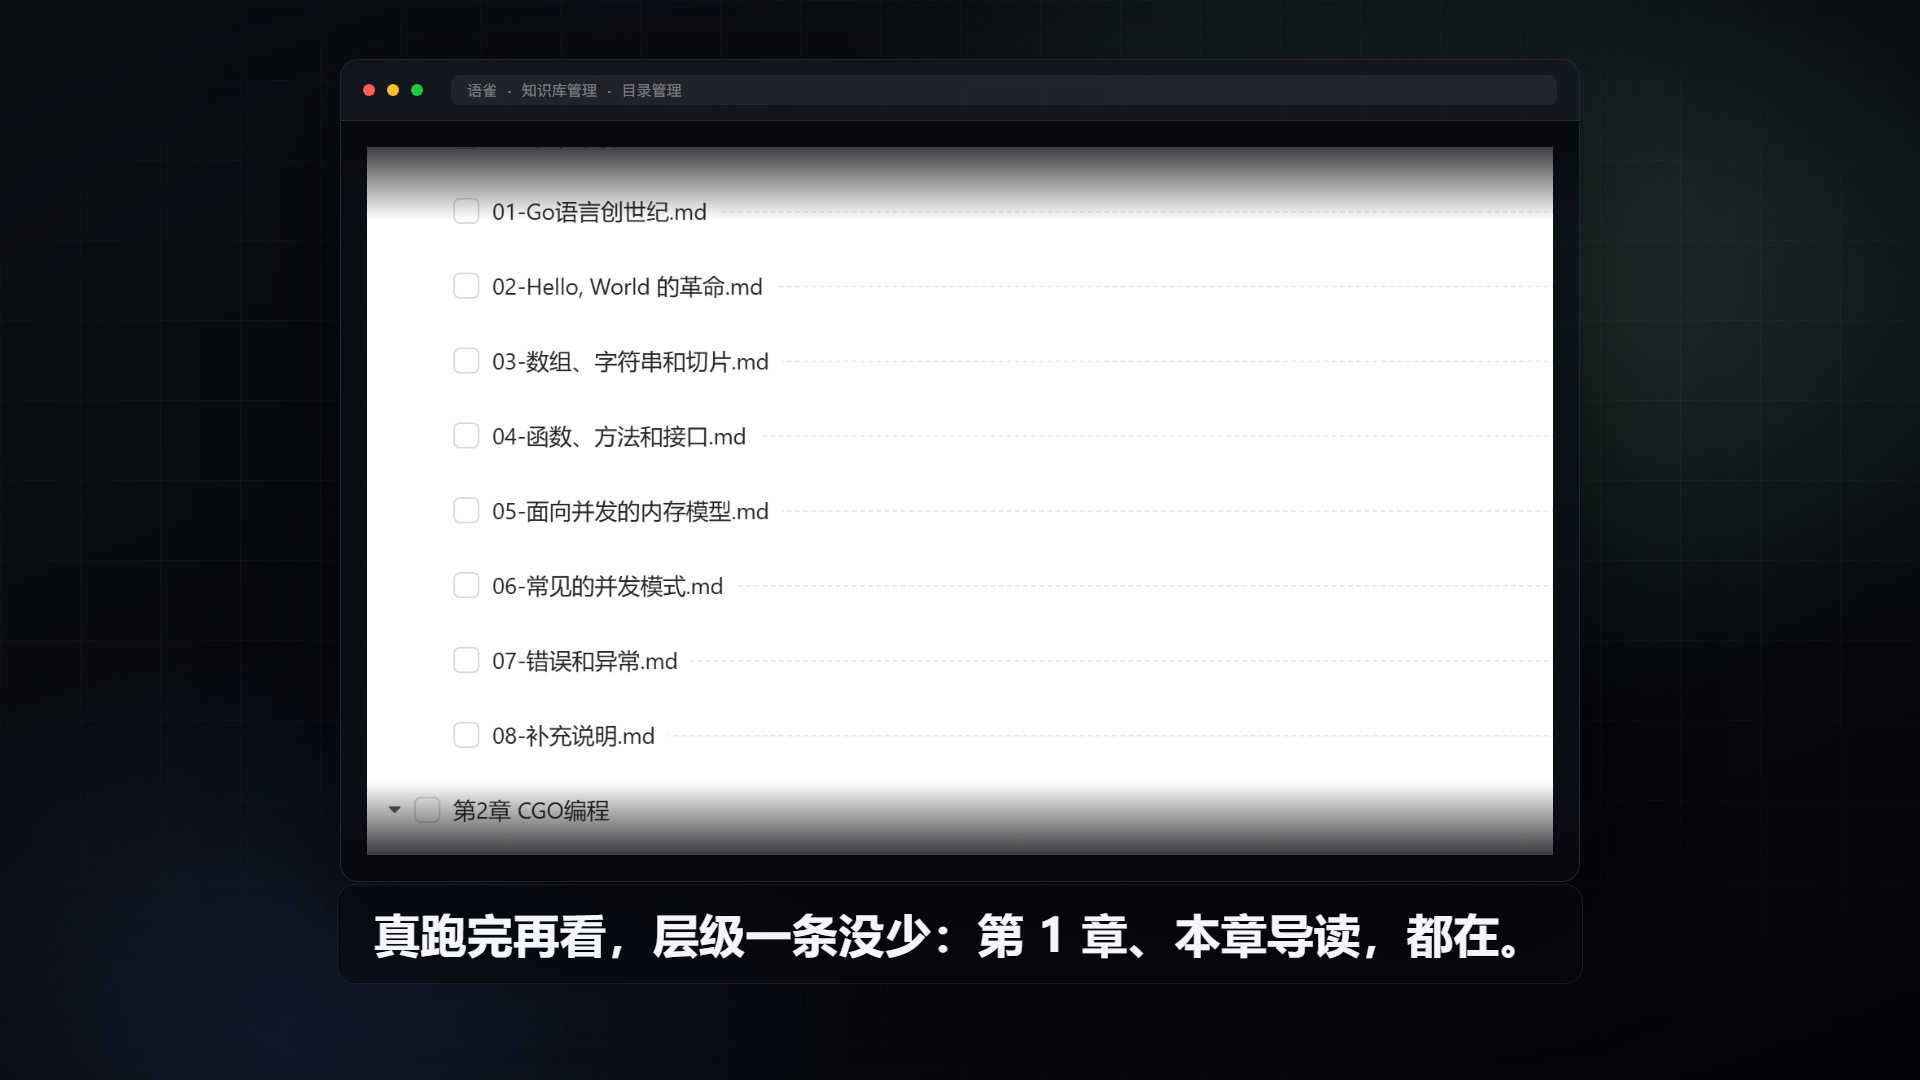 语雀 · 知识库管理 · 目录管理
01-Go语言创世纪.md
02-Hello, World 的革命.md
03-数组、字符串和切片.md
04-函数、方法和接口.md
05-面向并发的内存模型.md
06-常见的并发模式.md
07-错误和异常.md
08-补充说明.md
第2章 CGO编程
真跑完再看，层级一条没少：第 1 章、本章导读，都在。